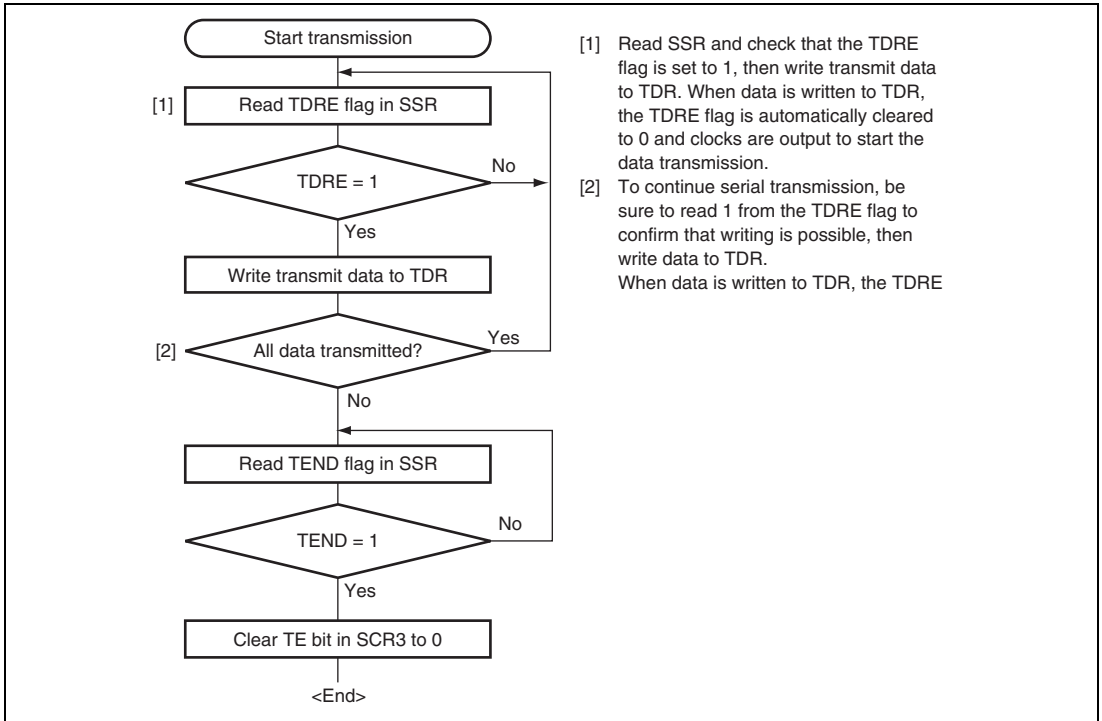 Start transmission
[1] Read TDRE flag in SSR
TDRE = 1
No
Yes
Write transmit data to TDR
[2] All data transmitted?
Yes
No
Read TEND flag in SSR
TEND = 1
No
Yes
Clear TE bit in SCR3 to 0
<End>
[1] Read SSR and check that the TDRE
flag is set to 1, then write transmit data
to TDR. When data is written to TDR,
the TDRE flag is automatically cleared
to 0 and clocks are output to start the
data transmission.
[2] To continue serial transmission, be
sure to read 1 from the TDRE flag to
confirm that writing is possible, then
write data to TDR.
When data is written to TDR, the TDRE